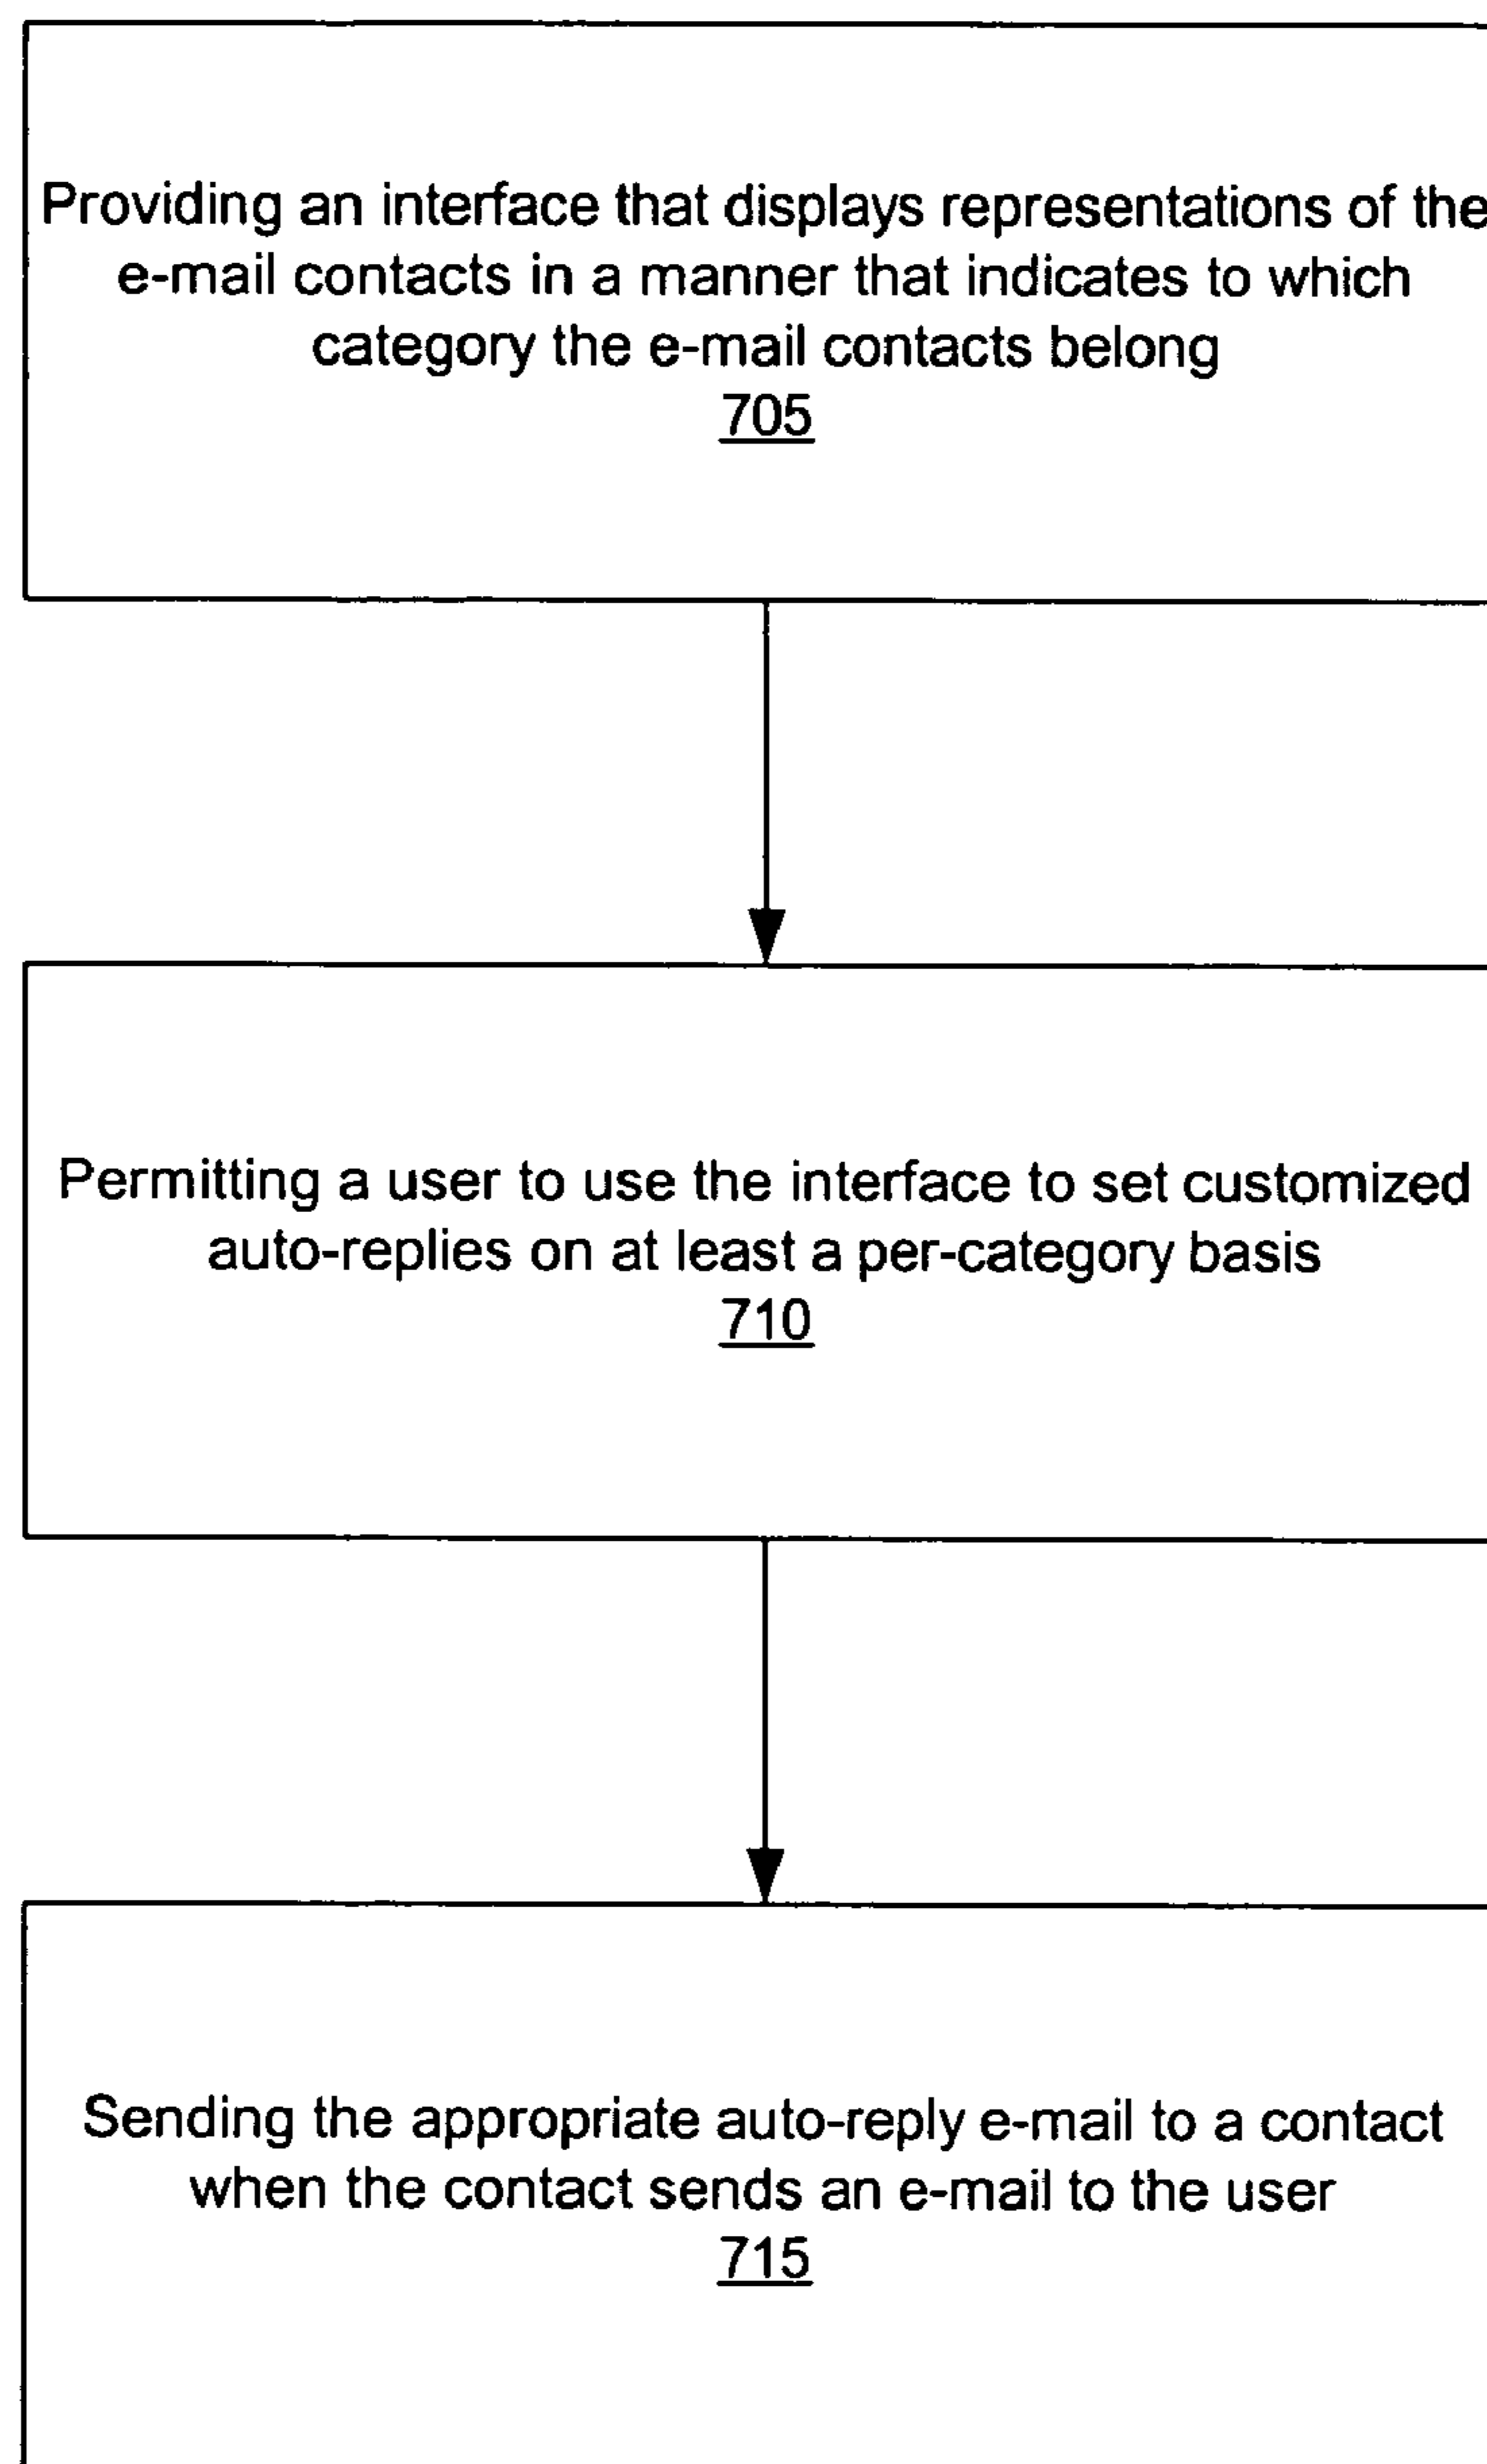 Providing an interface that displays representations of the
e-mail contacts in a manner that indicates to which
category the e-mail contacts belong
705
Permitting a user to use the interface to set customized
auto-replies on at least a per-category basis
710
Sending the appropriate auto-reply e-mail to a contact
when the contact sends an e-mail to the user
715